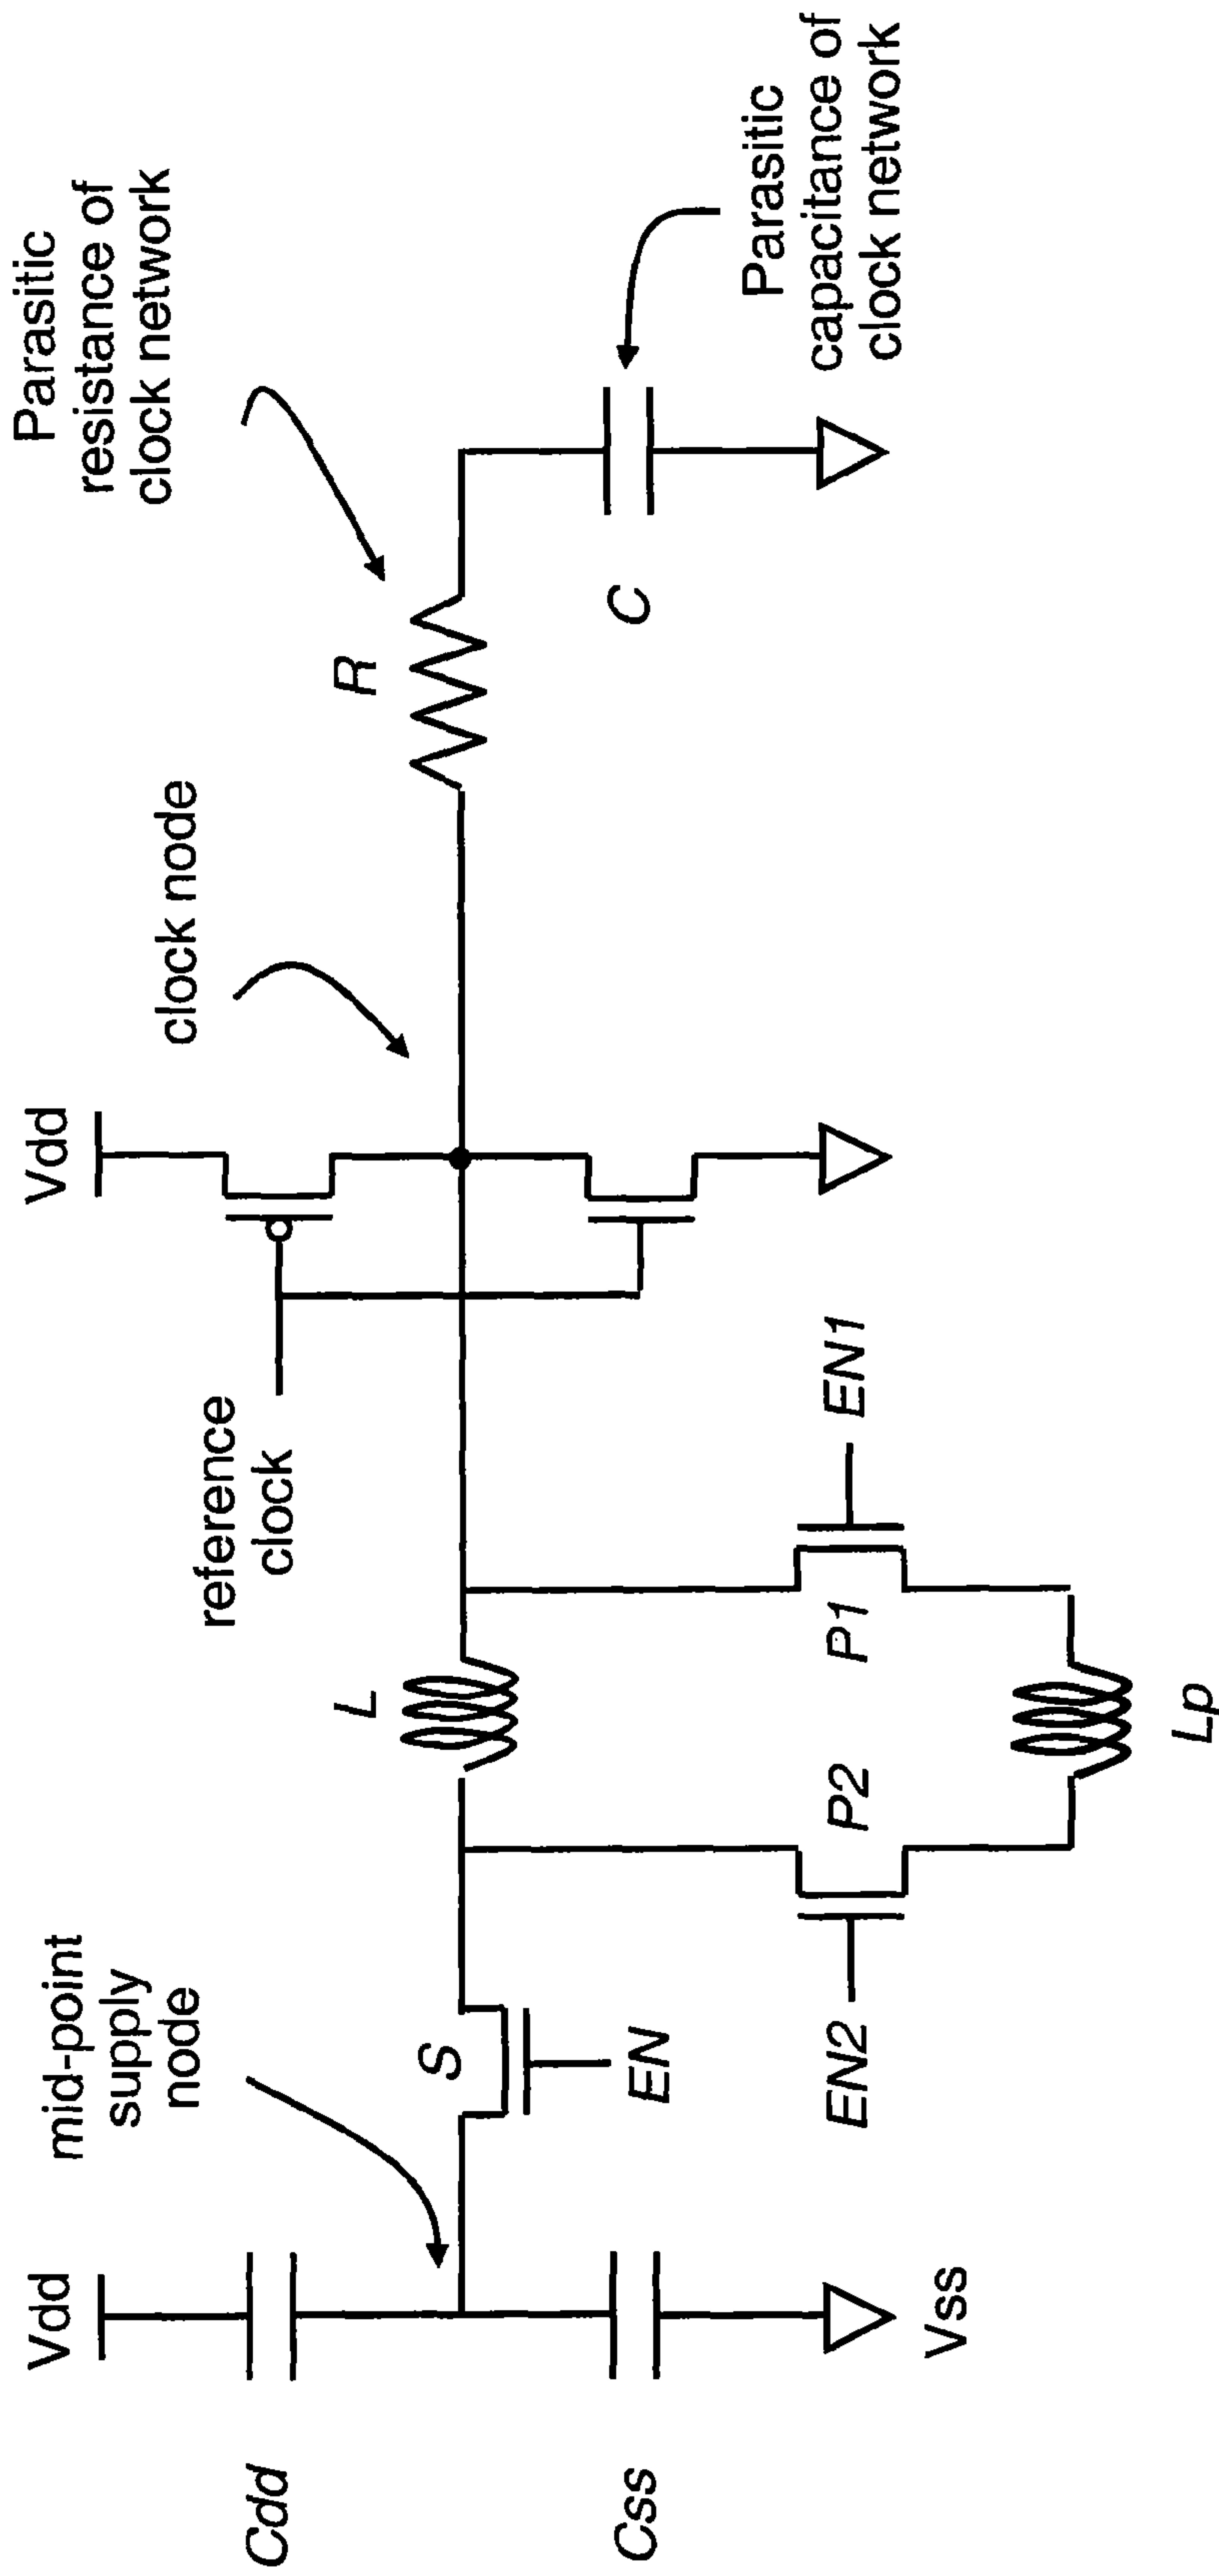 Parasitic
resistance of
clock network
clock node
Vdd
reference
clock
mid-point
supply
node
Vdd
R
L
S
Cdd
C
Parasitic
capacitance of
clock network
EN
EN1
P1
P2
EN2
Css
Vss
Lp